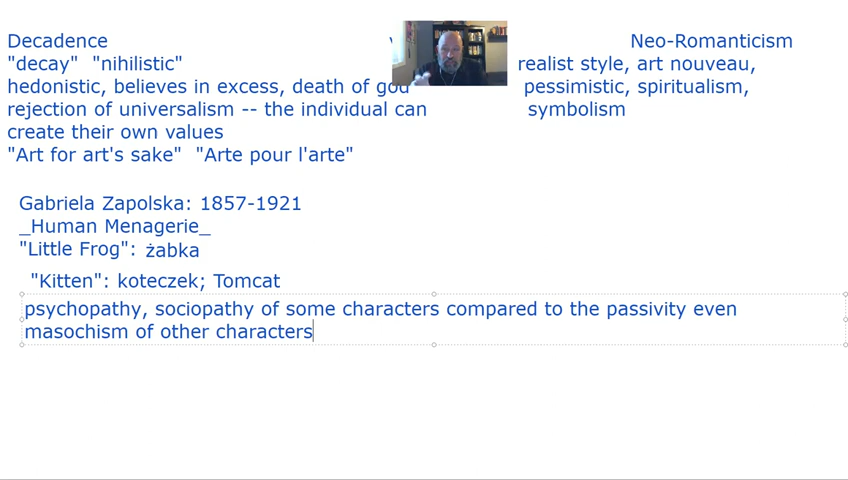 Decadence Neo-Romanticism
"decay" "nihilistic" realist style, art nouveau,
hedonistic, believes in excess, death of god pessimistic, spiritualism,
rejection of universalism -- the individual can symbolism
create their own values
"Art for art's sake" "Arte pour l'arte"
Gabriela Zapolska: 1857-1921
_Human Menagerie_
"Little Frog": żabka
"Kitten": koteczek; Tomcat
psychopathy, sociopathy of some characters compared to the passivity even
masochism of other characters